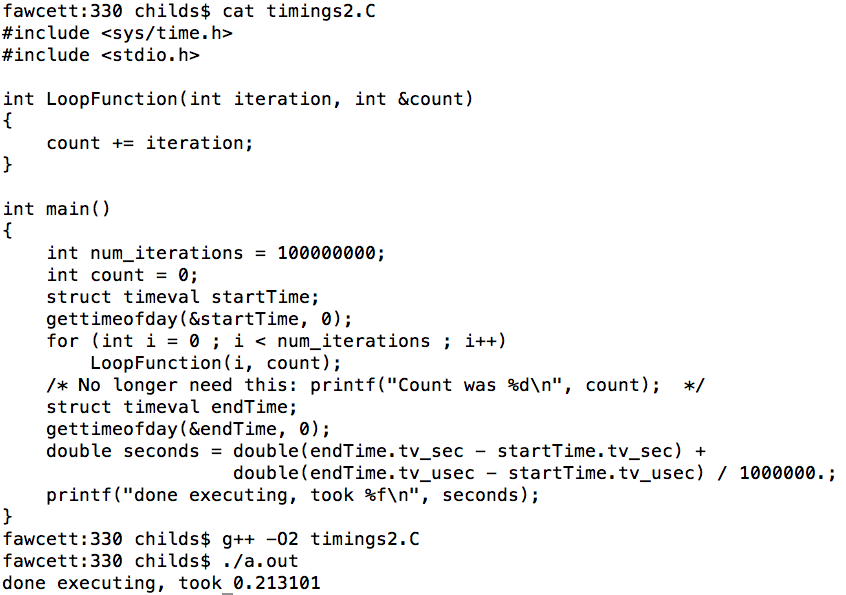 fawcett:330 childs$ cat timings2.C
#include <sys/time.h>
#include <stdio.h>

int LoopFunction(int iteration, int &count)
{
    count += iteration;
}

int main()
{
    int num_iterations = 100000000;
    int count = 0;
    struct timeval startTime;
    gettimeofday(&startTime, 0);
    for (int i = 0 ; i < num_iterations ; i++)
        LoopFunction(i, count);
    /* No longer need this: printf("Count was %d\n", count);  */
    struct timeval endTime;
    gettimeofday(&endTime, 0);
    double seconds = double(endTime.tv_sec - startTime.tv_sec) +
                     double(endTime.tv_usec - startTime.tv_usec) / 1000000.;
    printf("done executing, took %f\n", seconds);
}
fawcett:330 childs$ g++ -O2 timings2.C
fawcett:330 childs$ ./a.out
done executing, took 0.213101